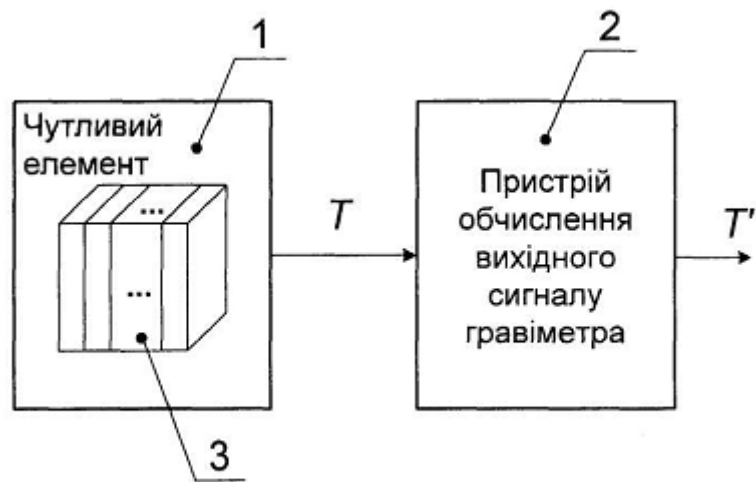 1
2
Чутливий
елемент
...
...
T
Пристрій
обчислення
вихідного
сигналу
гравіметра
T'
3